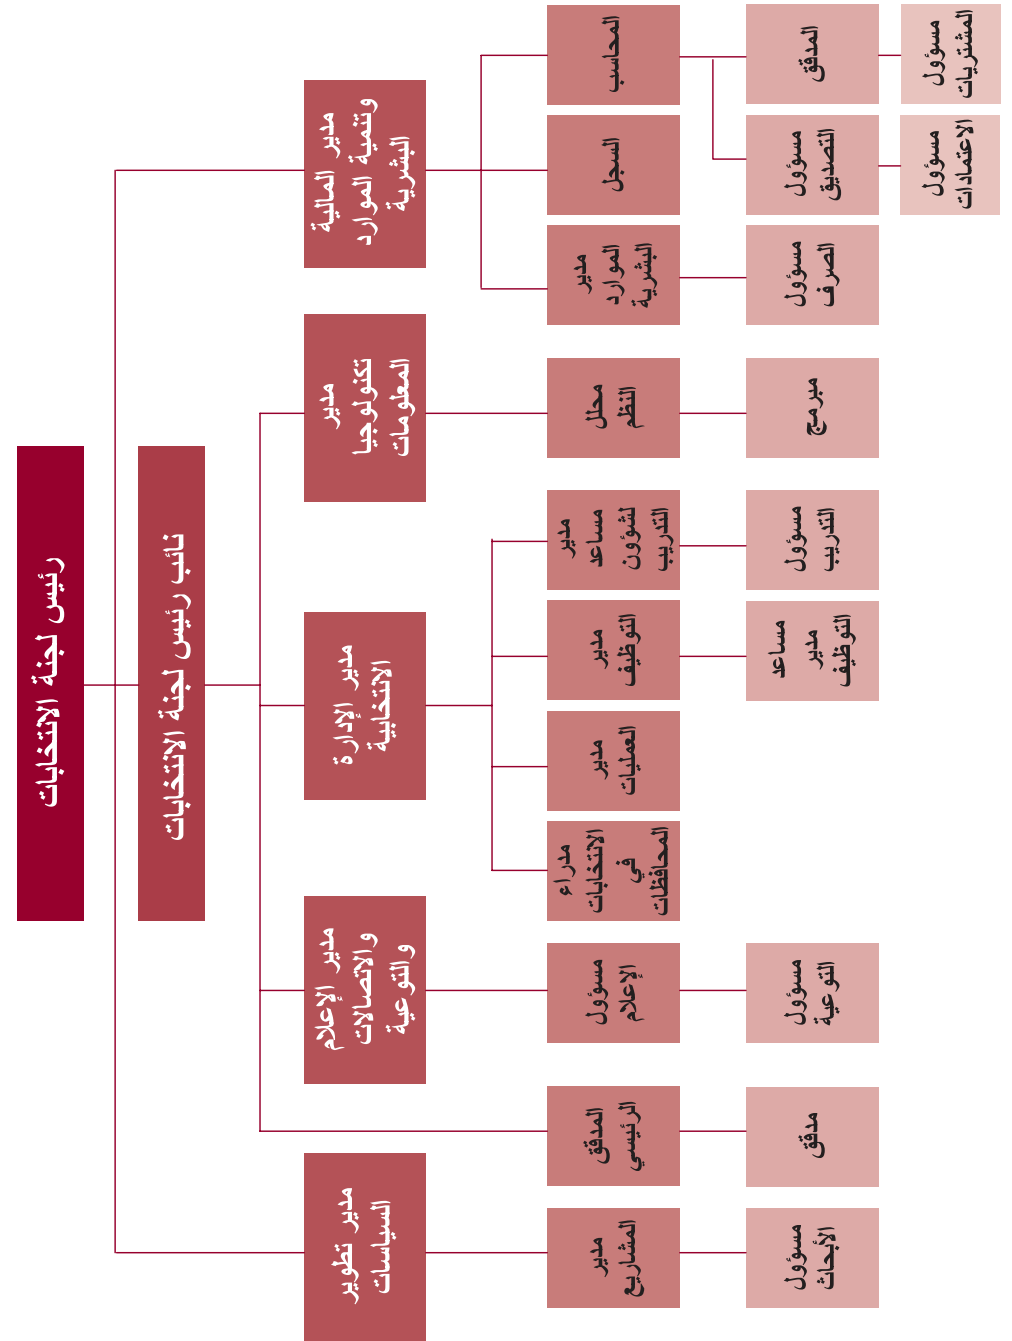 رئيس لجنة الانتخابات
نائب رئيس لجنة الانتخابات
مدير المالية
وتنمية الموارد
البشرية
مدير
تكنولوجيا
المعلومات
مدير الإدارة
الانتخابية
مدير الإعلام
والاتصالات
والتوعية
مدير تطوير
السياسات
المحاسب
السجل
مدير
الموارد
البشرية
محلل
النظم
مدير
مساعد
لشؤون
التدريب
مدير
التوظيف
مدير
العمليات
مدراء
الانتخابات
في
المحافظات
مسؤول
الإعلام
المدقق
الرئيسي
مدير
المشاريع
المدقق
مسؤول
التصديق
مسؤول
الصرف
مبرمج
مسؤول
التدريب
مساعد
مدير
التوظيف
مسؤول
التوعية
مدقق
مسؤول
الأبحاث
مسؤول
المشتريات
مسؤول
الاعتمادات